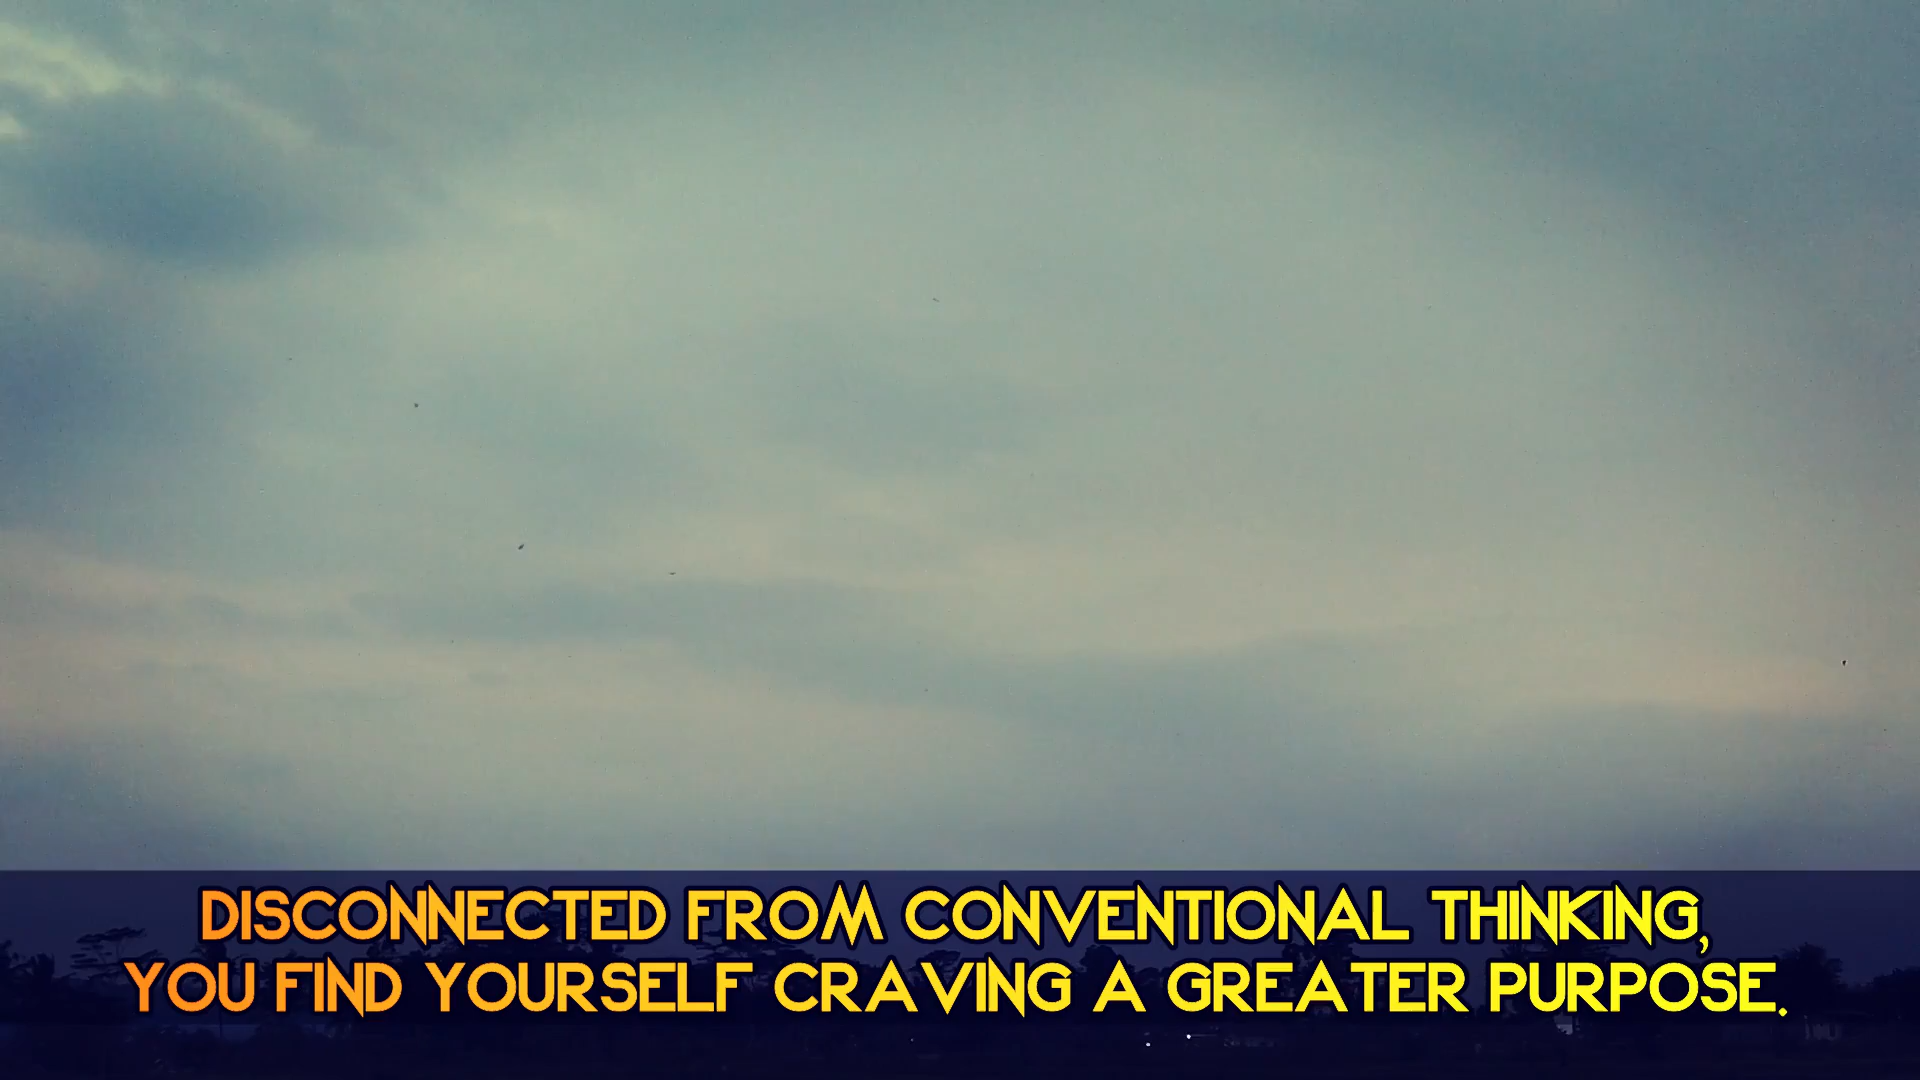 DISCONNECTED FROM CONVENTIONAL THINKING,
YOU FIND YOURSELF CRAVING A GREATER PURPOSE.